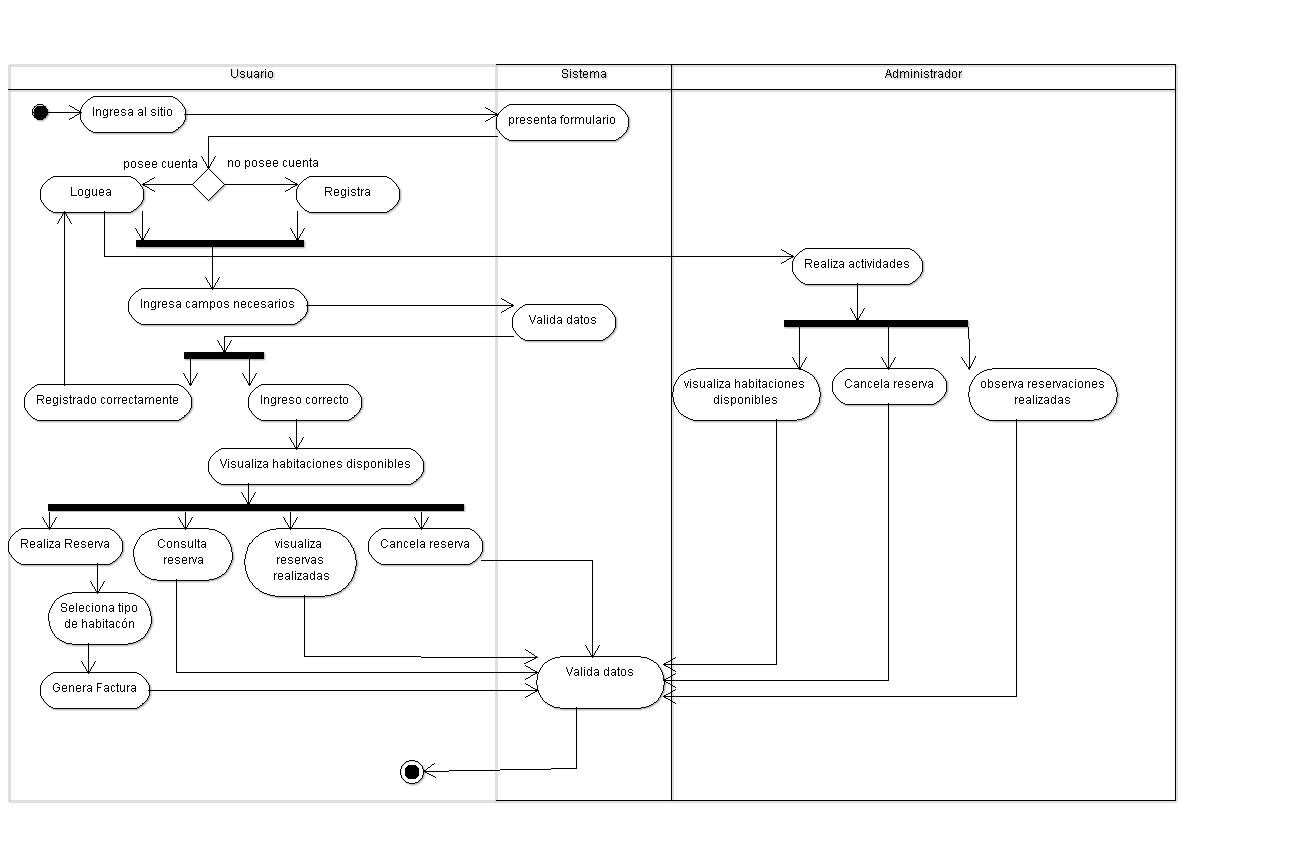 Usuario
Sistema
Administrador
Ingresa al sitio
presenta formulario
posee cuenta
no posee cuenta
Loguea
Registra
Realiza actividades
Ingresa campos necesarios
Valida datos
Registrado correctamente
Ingreso correcto
visualiza habitaciones
disponibles
Cancela reserva
observa reservaciones
realizadas
Visualiza habitaciones disponibles
Realiza Reserva
Consulta
reserva
visualiza
reservas
realizadas
Cancela reserva
Seleciona tipo
de habitacón
Genera Factura
Valida datos